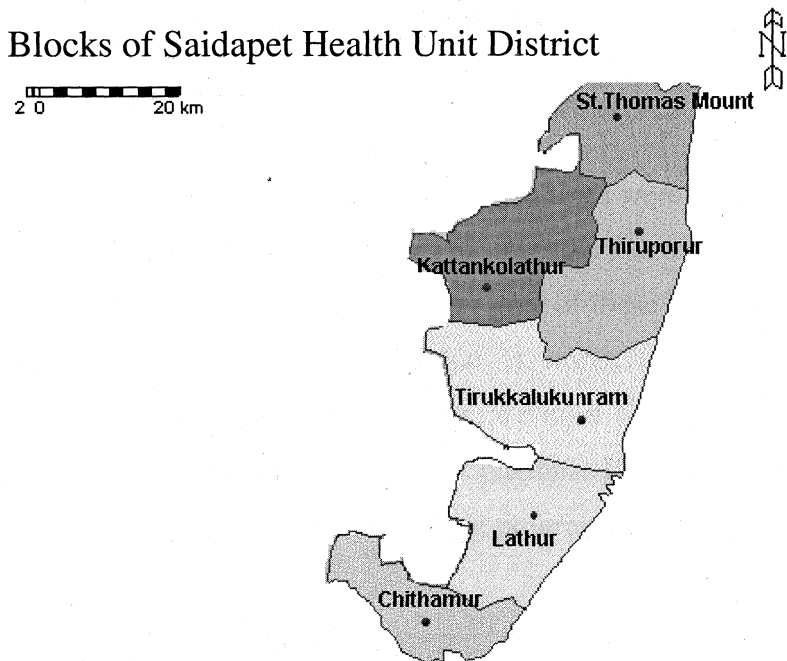 Blocks of Saidapet Health Unit District
N
2 0 20 km
St.Thomas Mount
Thiruporur
Kattankolathur
Tirukkalukunram
Lathur
Chithamur